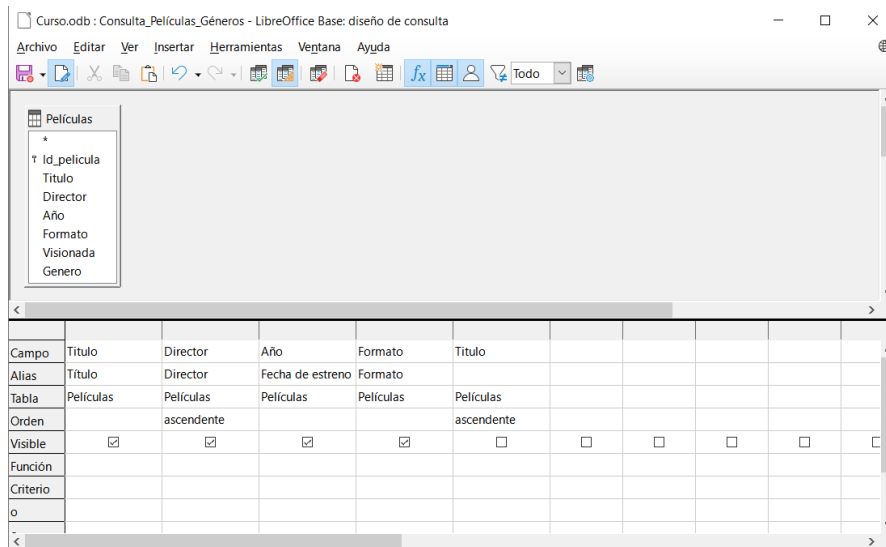 Curso.odb : Consulta_Películas_Géneros - LibreOffice Base: diseño de consulta
Archivo Editar Ver Insertar Herramientas Ventana Ayuda
Todo
Películas
*
Id_pelicula
Titulo
Director
Año
Formato
Visionada
Genero
Campo Titulo Director Año Formato Titulo
Alias Título Director Fecha de estreno Formato
Tabla Películas Películas Películas Películas Películas
Orden ascendente ascendente
Visible
Función
Criterio
o